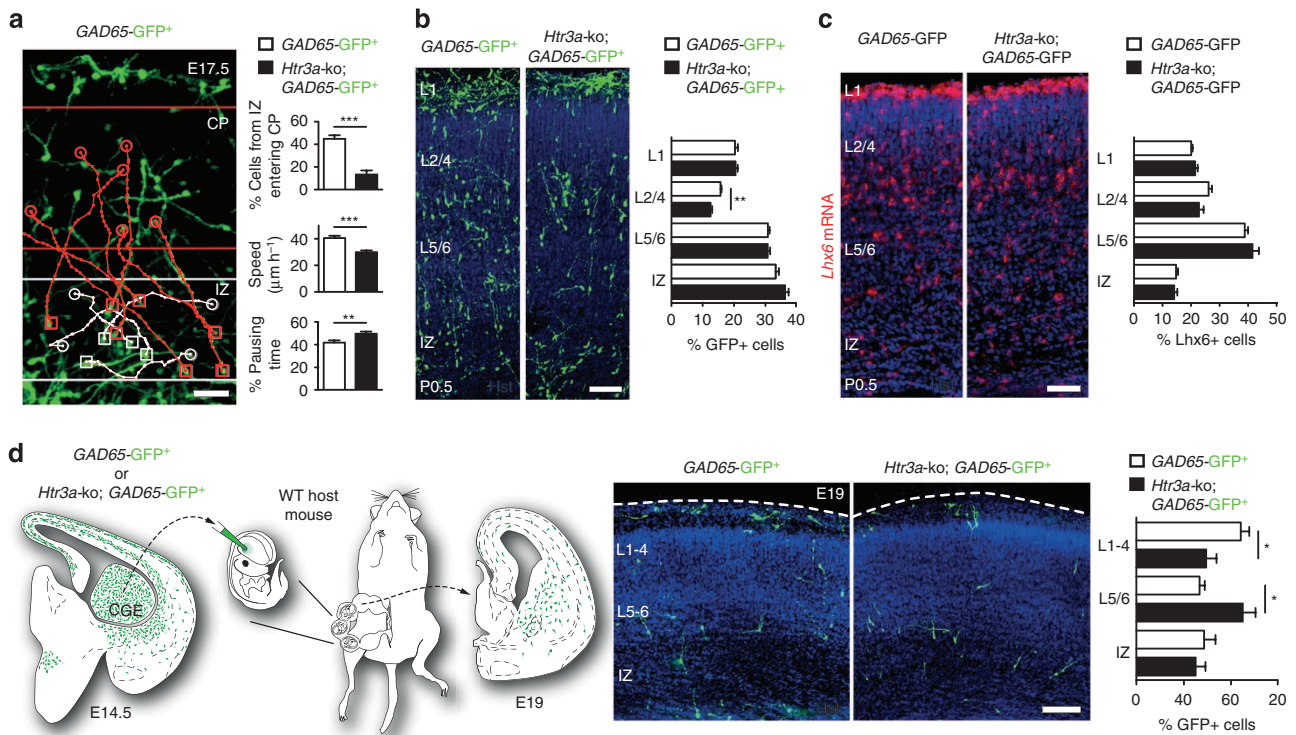 a
GAD65-GFP+
E17.5
CP
IZ
GAD65-GFP+
Htr3a-ko;
GAD65-GFP+
% Cells from IZ
entering CP
60
40
20
0
***
Speed
(µm h−1)
40
20
0
***
% Pausing
time
60
40
20
0
**
b
GAD65-GFP+
Htr3a-ko;
GAD65-GFP+
L1
L2/4
L5/6
IZ
P0.5
Hst
GAD65-GFP+
Htr3a-ko;
GAD65-GFP+
L1
L2/4
**
L5/6
IZ
0 10 20 30 40
% GFP+ cells
c
GAD65-GFP
Htr3a-ko;
GAD65-GFP
Lhx6 mRNA
L1
L2/4
L5/6
IZ
P0.5
Hst
GAD65-GFP
Htr3a-ko;
GAD65-GFP
L1
L2/4
L5/6
IZ
0 10 20 30 40 50
% Lhx6+ cells
d
GAD65-GFP+
or
Htr3a-ko; GAD65-GFP+
CGE
E14.5
WT host
mouse
E19
GAD65-GFP+
Htr3a-ko; GAD65-GFP+
E19
L1-4
L5-6
IZ
Hst
GAD65-GFP+
Htr3a-ko;
GAD65-GFP+
L1-4
*
L5/6
*
IZ
0 40 60 20
% GFP+ cells